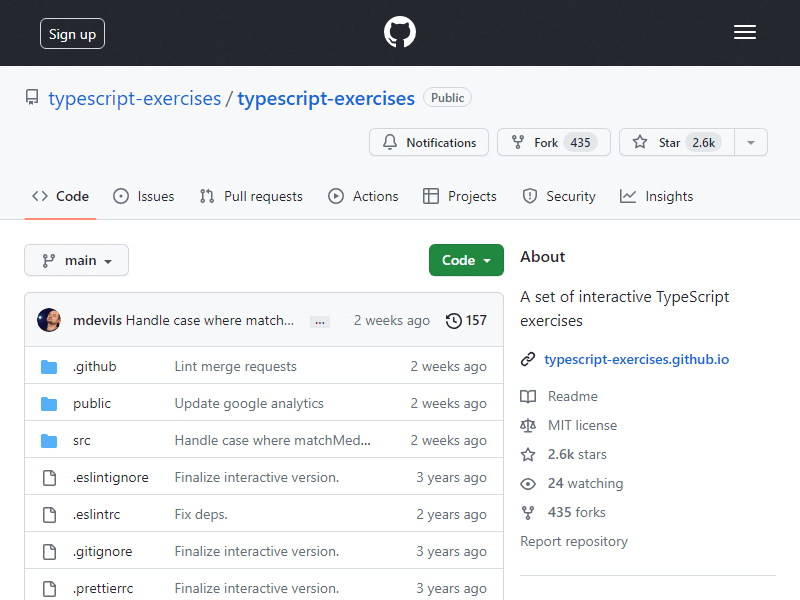 Sign up
typescript-exercises / typescript-exercises Public
Notifications Fork 435 Star 2.6k
Code Issues Pull requests Actions Projects Security Insights
main Code
mdevils Handle case where match... ... 2 weeks ago 157
.github Lint merge requests 2 weeks ago
public Update google analytics 2 weeks ago
src Handle case where matchMed... 2 weeks ago
.eslintignore Finalize interactive version. 3 years ago
.eslintrc Fix deps. 2 years ago
.gitignore Finalize interactive version. 3 years ago
.prettierrc Finalize interactive version. 3 years ago
About
A set of interactive TypeScript
exercises
typescript-exercises.github.io
Readme
MIT license
2.6k stars
24 watching
435 forks
Report repository